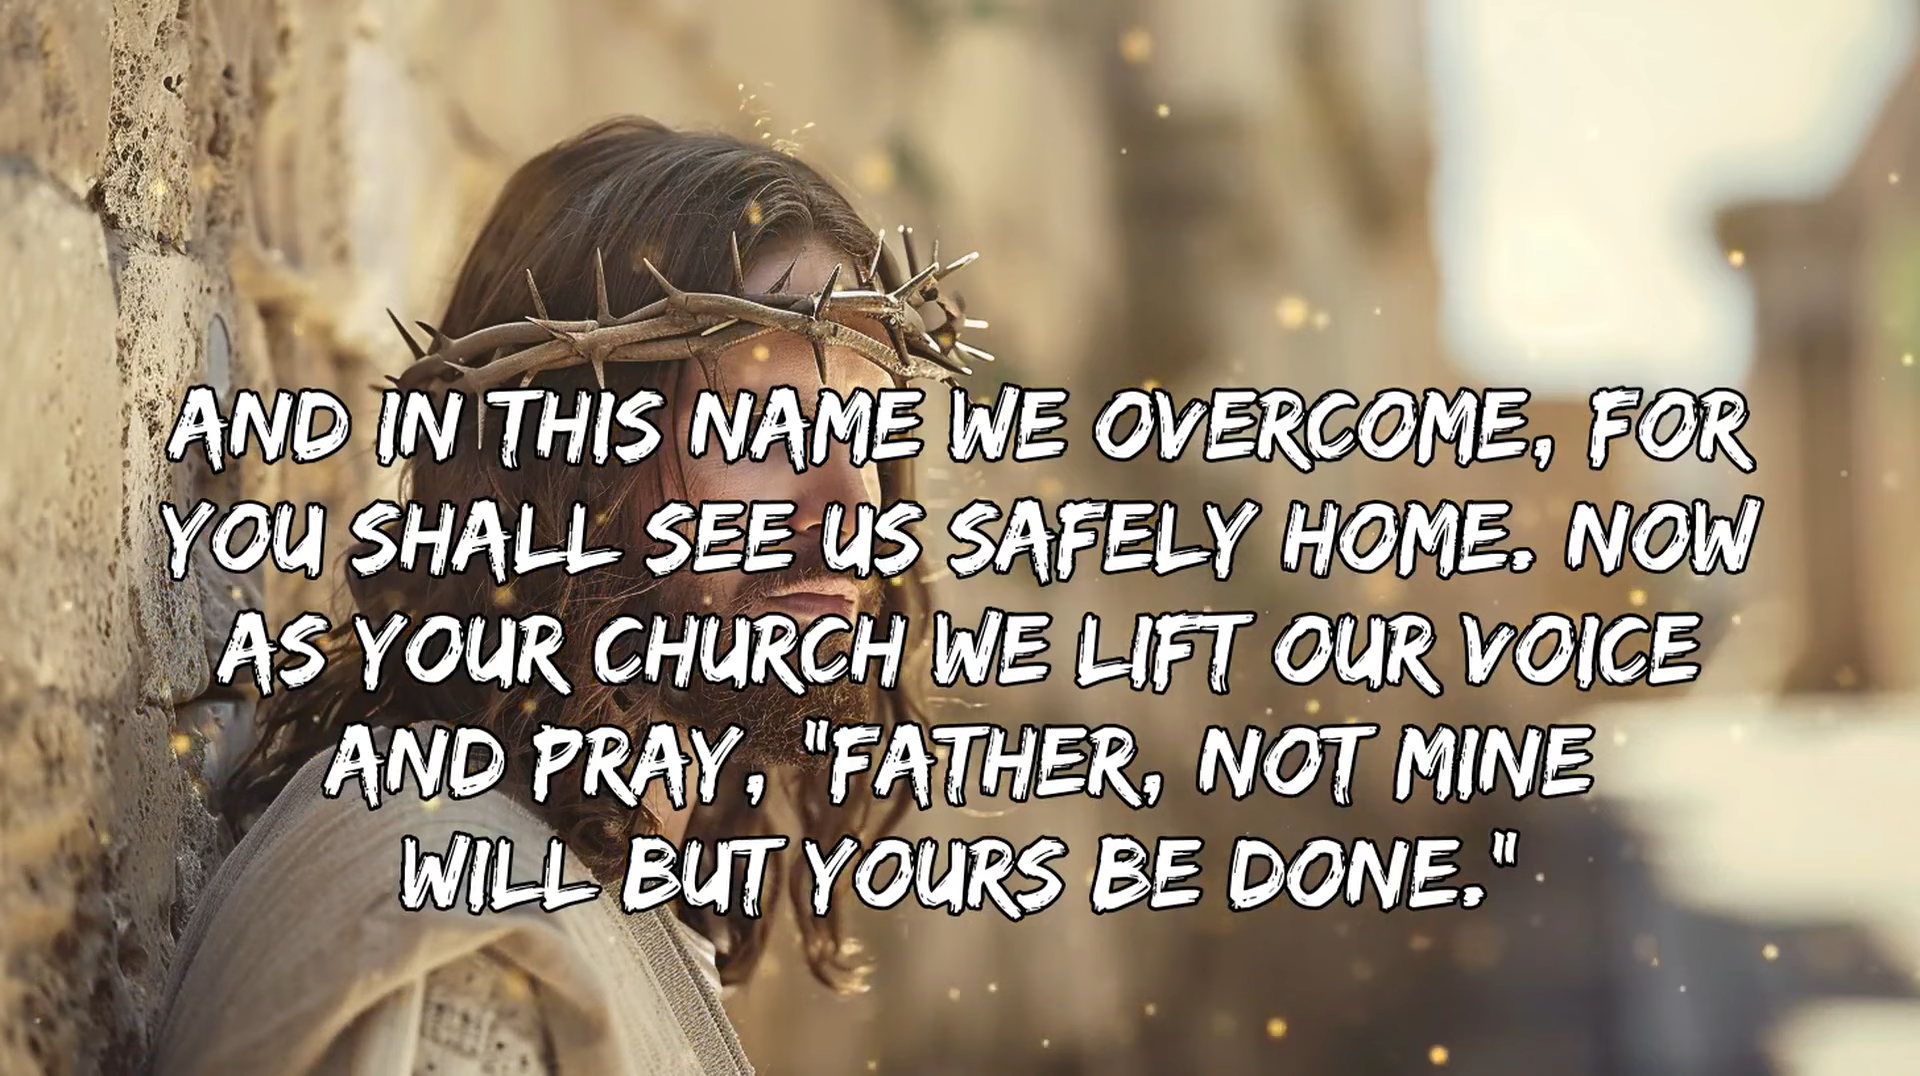 AND IN THIS NAME WE OVERCOME, FOR
YOU SHALL SEE US SAFELY HOME. NOW
AS YOUR CHURCH WE LIFT OUR VOICE
AND PRAY, "FATHER, NOT MINE
WILL BUT YOURS BE DONE."